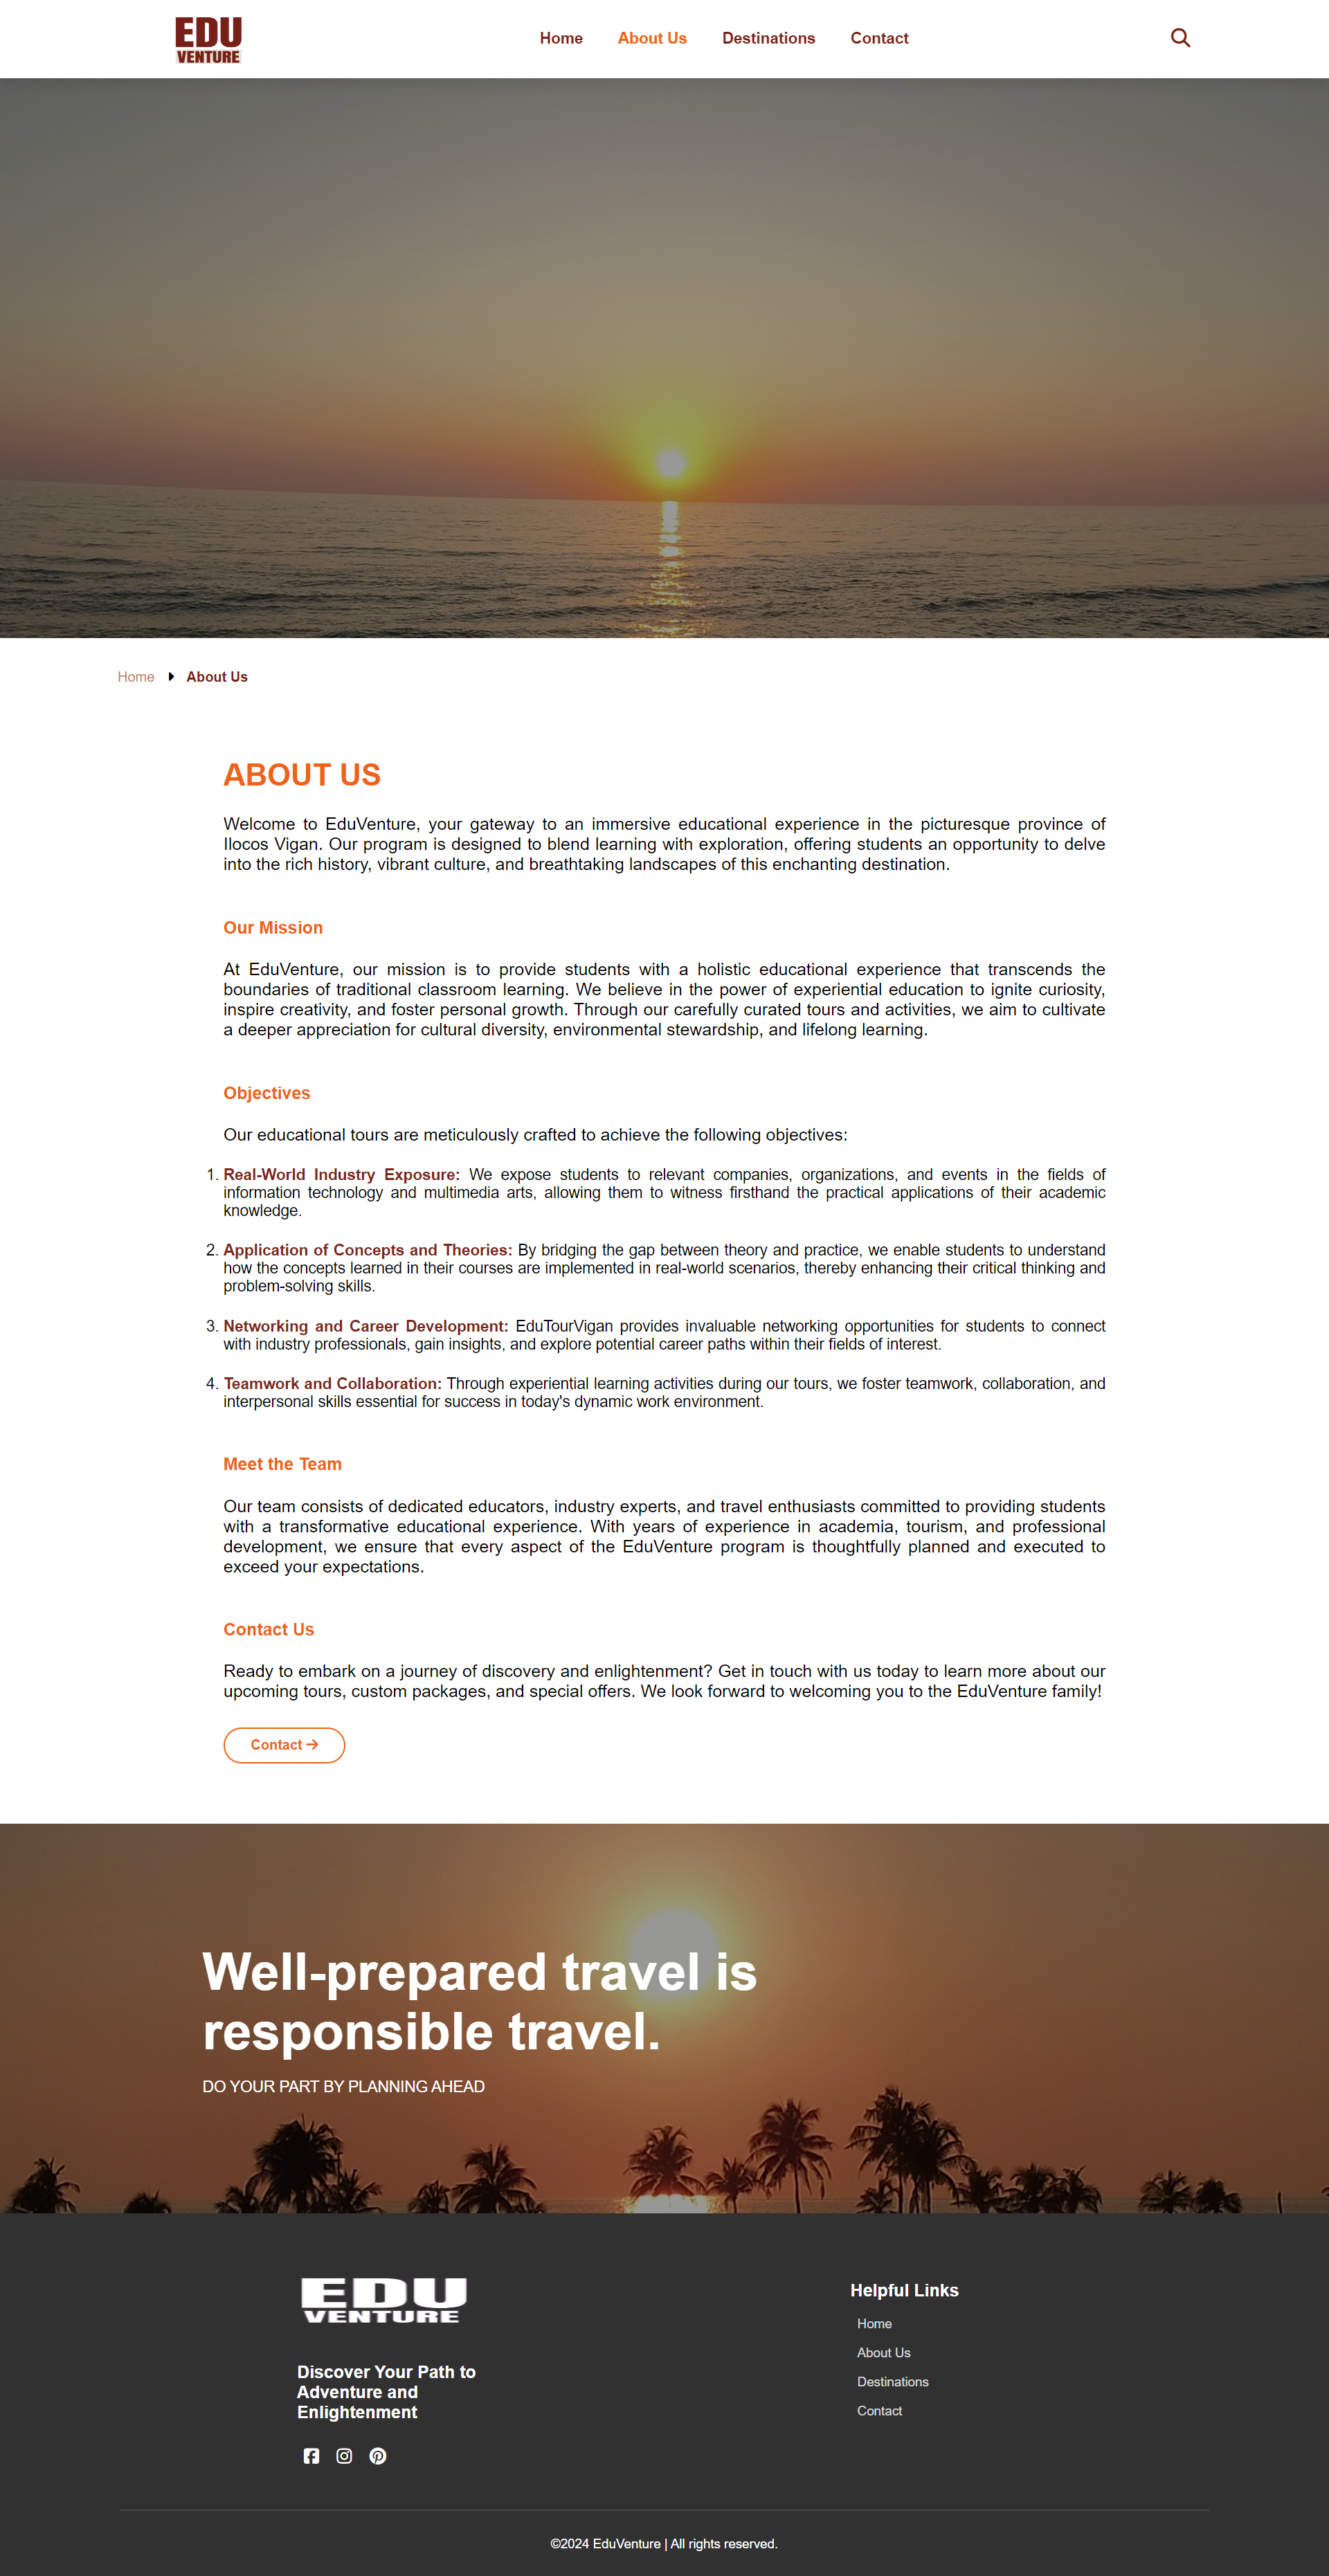 EDU
VENTURE
Home
About Us
Destinations
Contact
Home
About Us
ABOUT US
Welcome to EduVenture, your gateway to an immersive educational experience in the picturesque province of
Ilocos Vigan. Our program is designed to blend learning with exploration, offering students an opportunity to delve
into the rich history, vibrant culture, and breathtaking landscapes of this enchanting destination.
Our Mission
At EduVenture, our mission is to provide students with a holistic educational experience that transcends the
boundaries of traditional classroom learning. We believe in the power of experiential education to ignite curiosity,
inspire creativity, and foster personal growth. Through our carefully curated tours and activities, we aim to cultivate
a deeper appreciation for cultural diversity, environmental stewardship, and lifelong learning.
Objectives
Our educational tours are meticulously crafted to achieve the following objectives:
1. Real-World Industry Exposure: We expose students to relevant companies, organizations, and events in the fields of
information technology and multimedia arts, allowing them to witness firsthand the practical applications of their academic
knowledge.
2. Application of Concepts and Theories: By bridging the gap between theory and practice, we enable students to understand
how the concepts learned in their courses are implemented in real-world scenarios, thereby enhancing their critical thinking and
problem-solving skills.
3. Networking and Career Development: EduTourVigan provides invaluable networking opportunities for students to connect
with industry professionals, gain insights, and explore potential career paths within their fields of interest.
4. Teamwork and Collaboration: Through experiential learning activities during our tours, we foster teamwork, collaboration, and
interpersonal skills essential for success in today's dynamic work environment.
Meet the Team
Our team consists of dedicated educators, industry experts, and travel enthusiasts committed to providing students
with a transformative educational experience. With years of experience in academia, tourism, and professional
development, we ensure that every aspect of the EduVenture program is thoughtfully planned and executed to
exceed your expectations.
Contact Us
Ready to embark on a journey of discovery and enlightenment? Get in touch with us today to learn more about our
upcoming tours, custom packages, and special offers. We look forward to welcoming you to the EduVenture family!
Contact →
Well-prepared travel is
responsible travel.
DO YOUR PART BY PLANNING AHEAD
EDU
VENTURE
Discover Your Path to
Adventure and
Enlightenment
Helpful Links
Home
About Us
Destinations
Contact
©2024 EduVenture | All rights reserved.